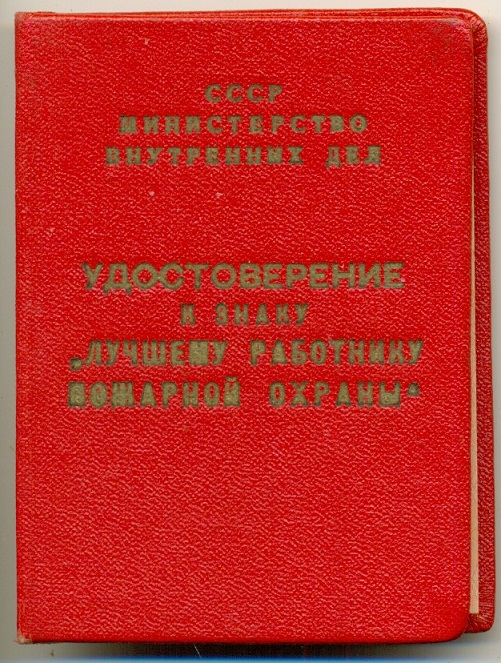 СССР
МИНИСТЕРСТВО
ВНУТРЕННИХ ДЕЛ
УДОСТОВЕРЕНИЕ
К ЗНАКУ
„ЛУЧШЕМУ РАБОТНИКУ
ПОЖАРНОЙ ОХРАНЫ“